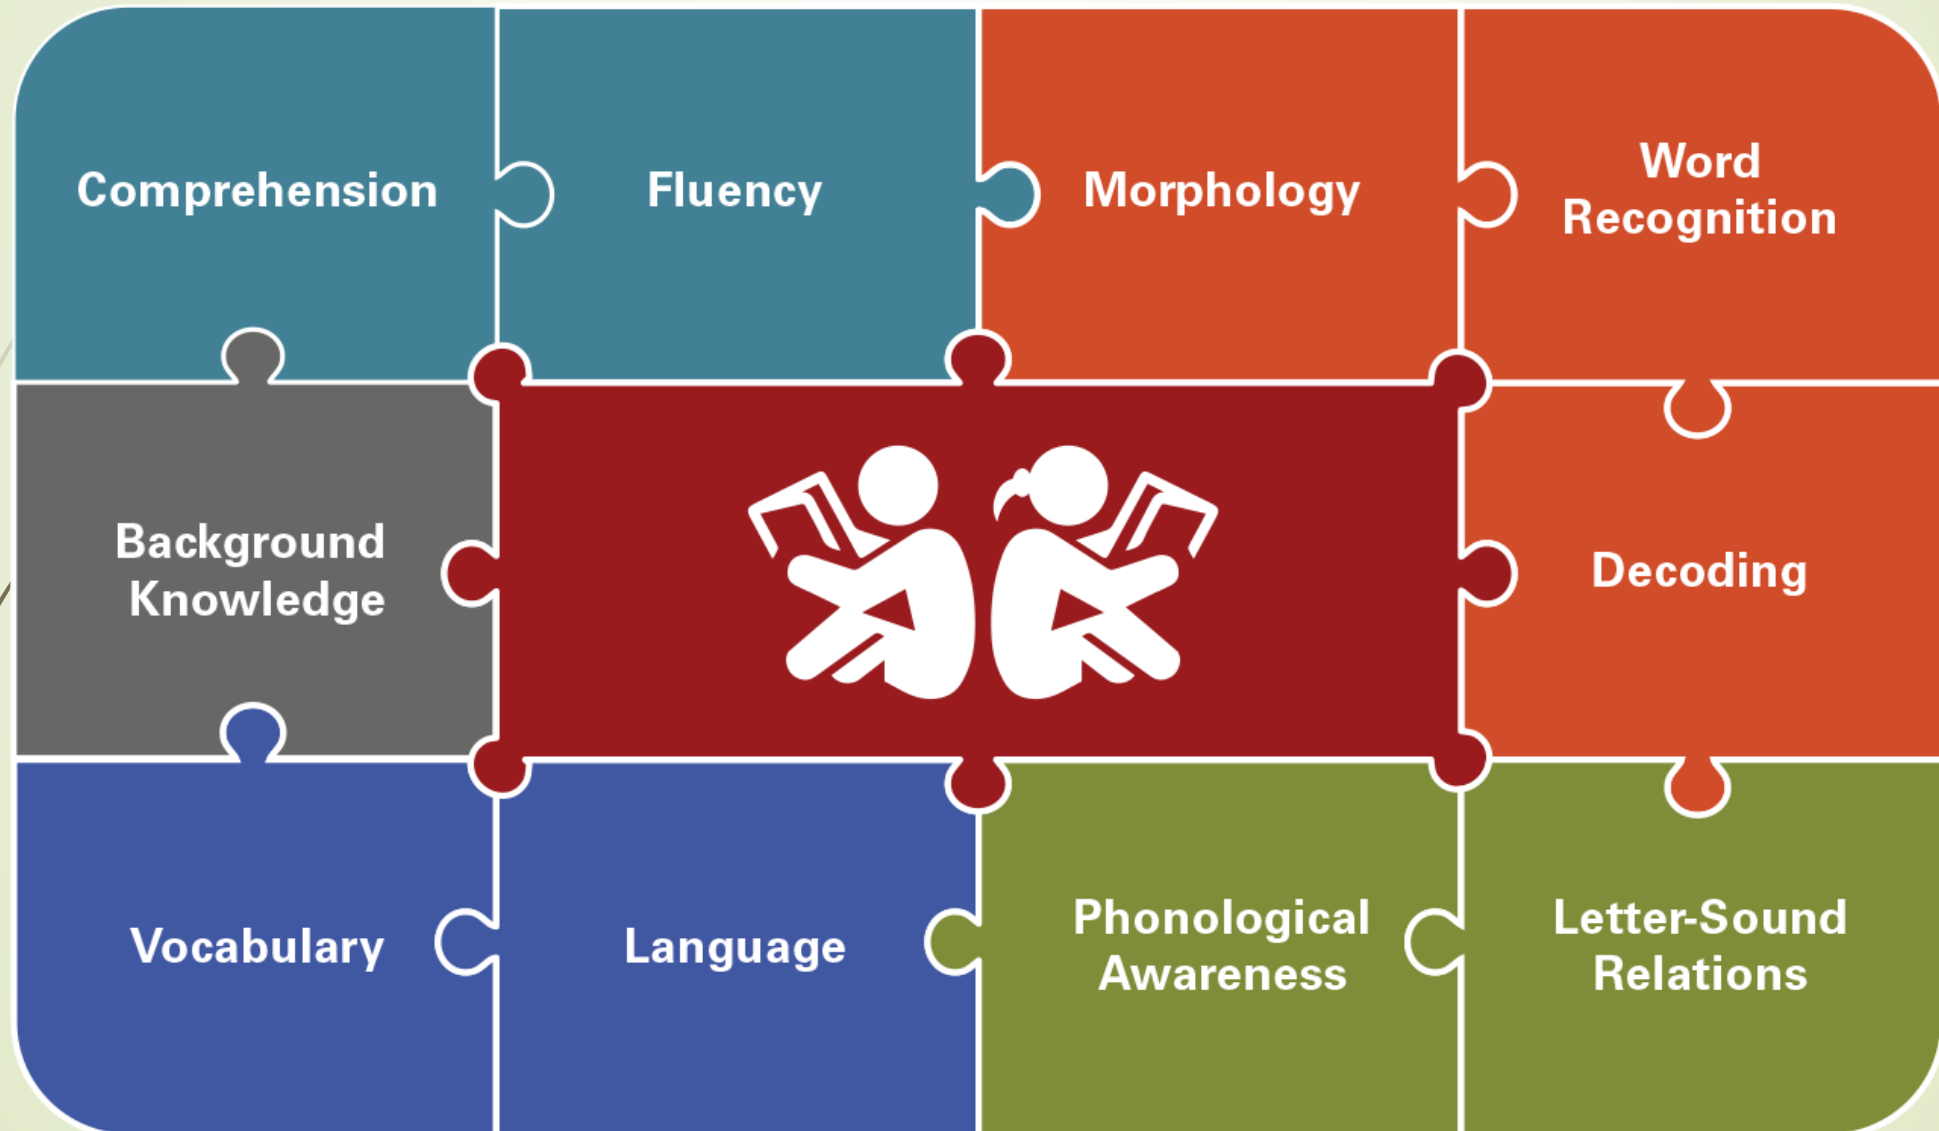 Comprehension
Fluency
Morphology
Word
Recognition
Background
Knowledge
Decoding
Vocabulary
Language
Phonological
Awareness
Letter-Sound
Relations